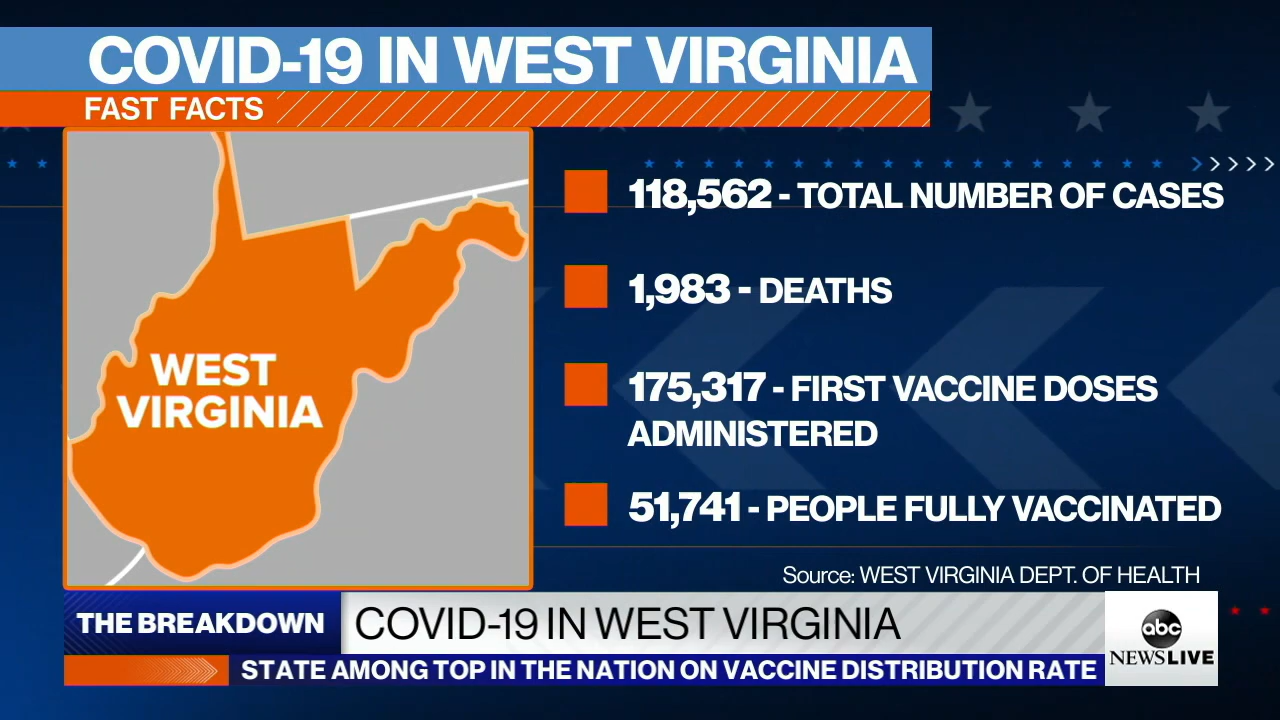 COVID-19 IN WEST VIRGINIA
FAST FACTS
WEST
VIRGINIA
118,562 - TOTAL NUMBER OF CASES
1,983 - DEATHS
175,317 - FIRST VACCINE DOSES
ADMINISTERED
51,741 - PEOPLE FULLY VACCINATED
Source: WEST VIRGINIA DEPT. OF HEALTH
THE BREAKDOWN
COVID-19 IN WEST VIRGINIA
STATE AMONG TOP IN THE NATION ON VACCINE DISTRIBUTION RATE
abc
NEWSLIVE